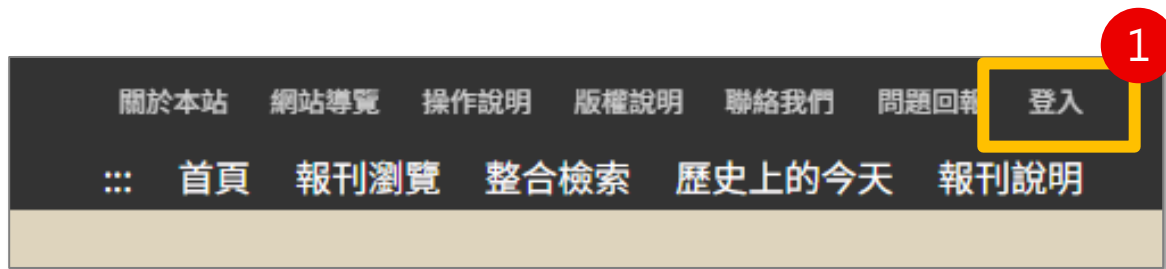 1
關於本站 網站導覽 操作說明 版權說明 聯絡我們 問題回報 登入
::: 首頁 報刊瀏覽 整合檢索 歷史上的今天 報刊說明